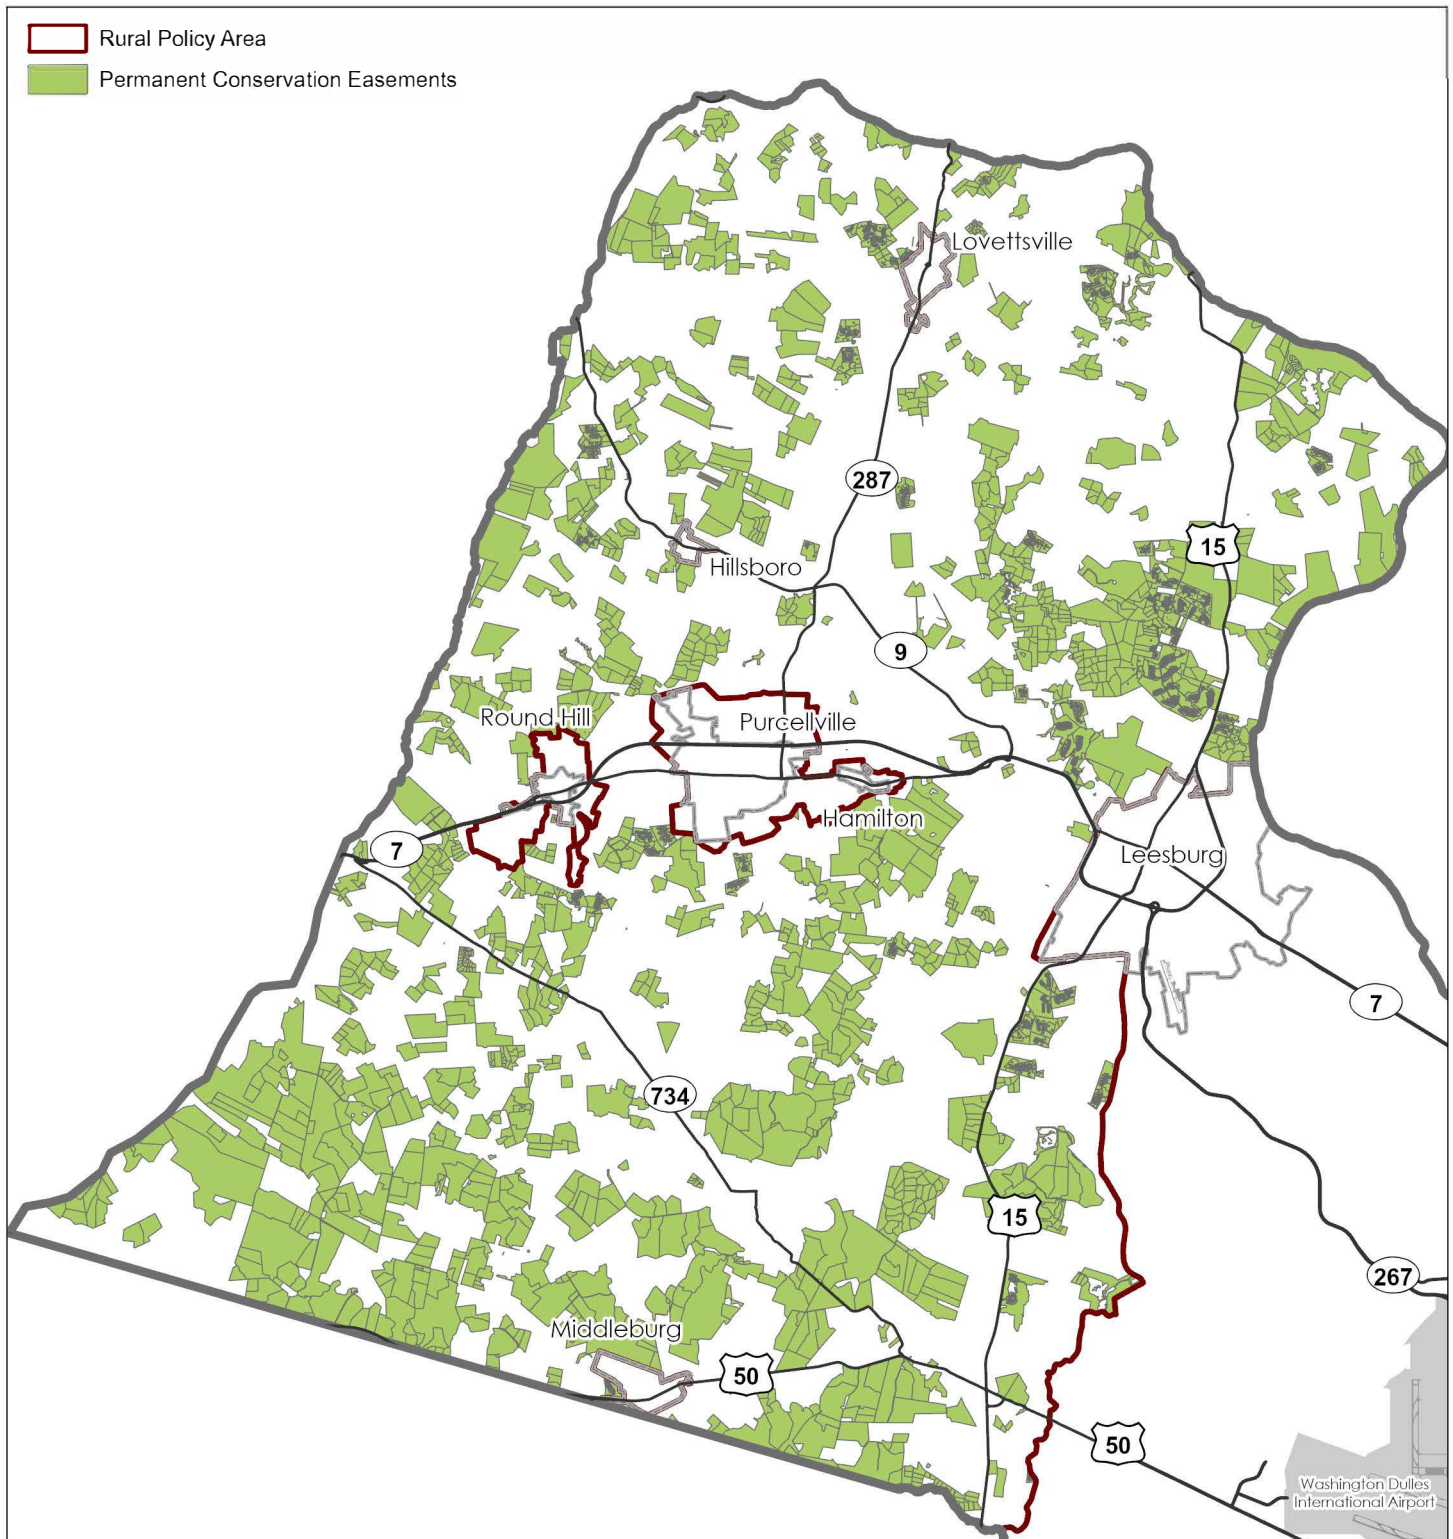 Rural Policy Area
Permanent Conservation Easements
Lovettsville
287
15
Hillsboro
9
Round Hill
Purcellville
Hamilton
7
Leesburg
7
734
15
267
Middleburg
50
50
Washington Dulles
International Airport